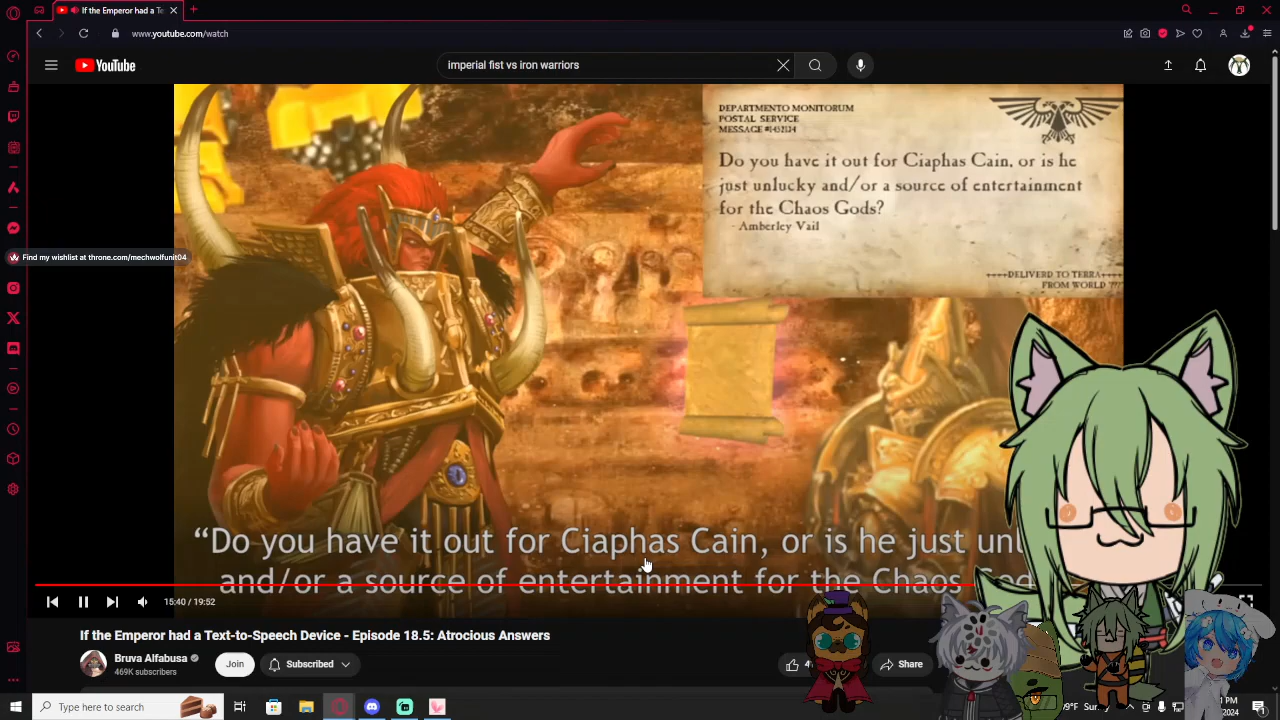 If the Emperor had a Te
www.youtube.com/watch
YouTube
imperial fist vs iron warriors
DEPARTMENTO MONITORUM
POSTAL SERVICE
MESSAGE #1432124
Do you have it out for Ciaphas Cain, or is he
just unlucky and/or a source of entertainment
for the Chaos Gods?
- Amberley Vail
++++DELIVERD TO TERRA++++
FROM WORLD ???
Find my wishlist at throne.com/mechwolfunit04
“Do you have it out for Ciaphas Cain, or is he just
and/or a source of entertainment for the Chaos
15:40 / 19:52
If the Emperor had a Text-to-Speech Device - Episode 18.5: Atrocious Answers
Bruva Alfabusa
469K subscribers
Join
Subscribed
Share
Type here to search
PM
2024